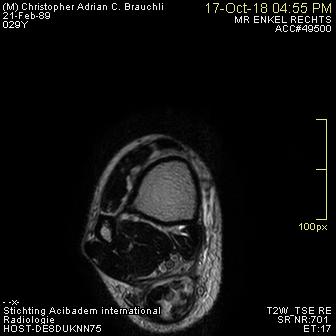 (M) Christopher Adrian C. Brauchli
21-Feb-89
029Y
17-Oct-18 04:55 PM
MR ENKEL RECHTS
ACC#49500
100px
--x-
Stichting Acibadem international
Radiologie
HOST-DE8DUKNN75
T2W_TSE RE
SR NR:701
ET:17